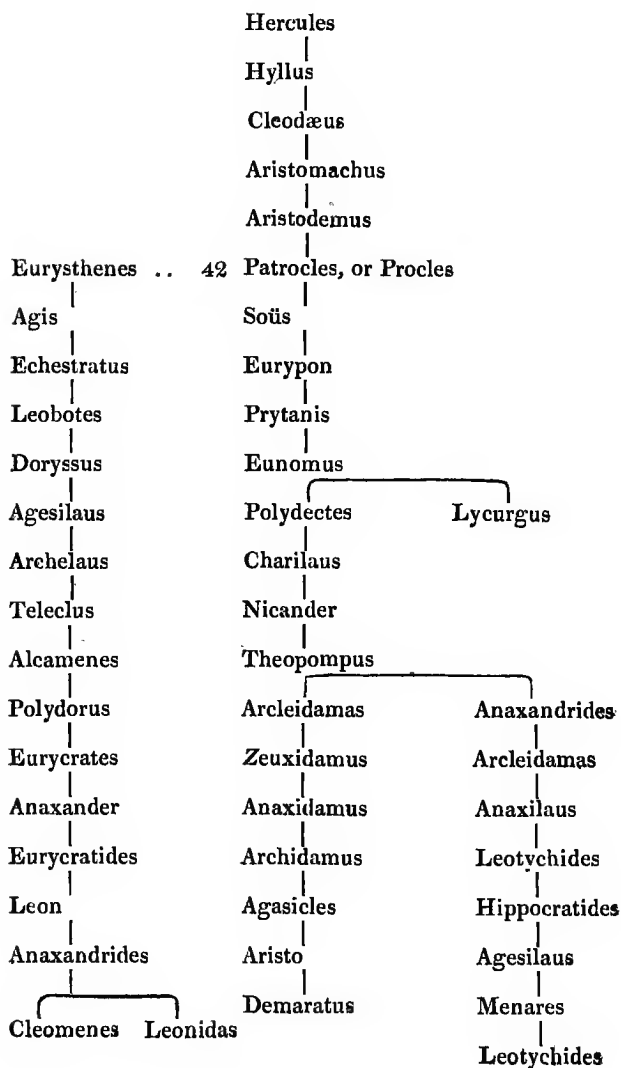 Hercules
Hyllus
Cleodæus
Aristomachus
Aristodemus
Eurysthenes .. 42 Patrocles, or Procles
Agis Soüs
Echestratus Eurypon
Leobotes Prytanis
Doryssus Eunomus
Agesilaus Polydectes Lycurgus
Archelaus Charilaus
Teleclus Nicander
Alcamenes Theopompus
Polydorus Arcleidamas Anaxandrides
Eurycrates Zeuxidamus Arcleidamas
Anaxander Anaxidamus Anaxilaus
Eurycratides Archidamus Leotychides
Leon Agasicles Hippocratides
Anaxandrides Aristo Agesilaus
Cleomenes Leonidas Demaratus Menares
Leotychides